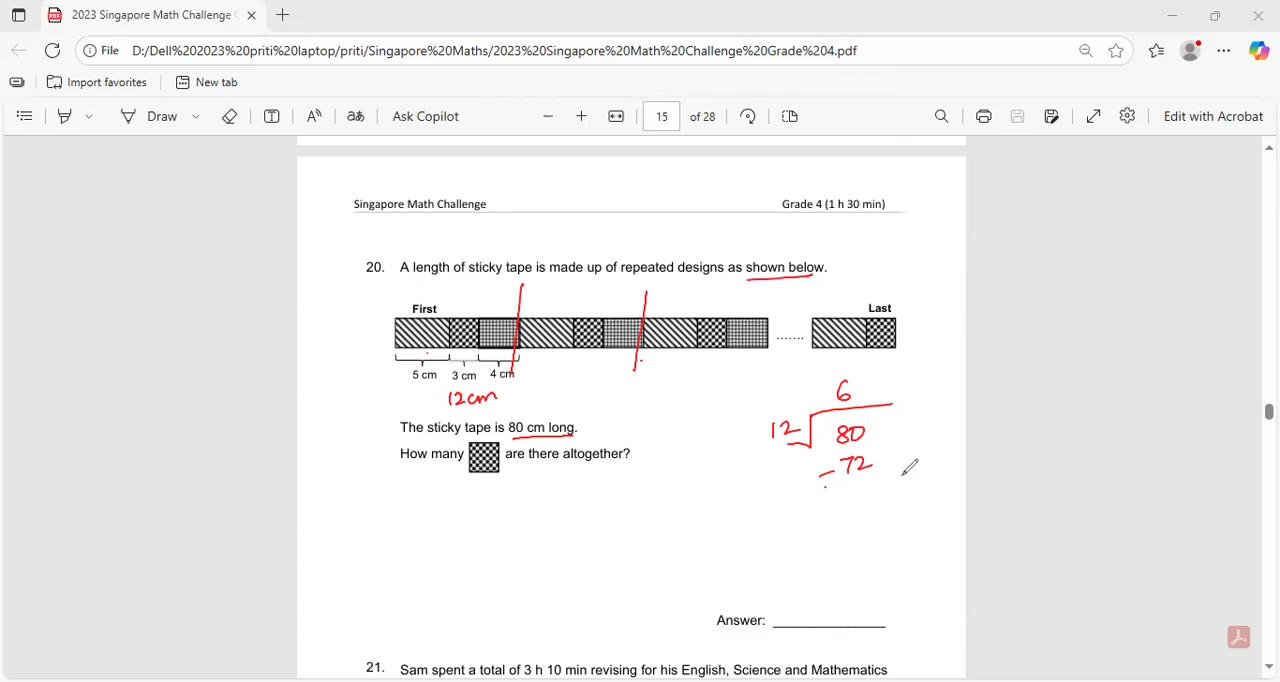 2023 Singapore Math Challenge
File
D:/Dell%202023%20priti%20laptop/priti/Singapore%20Maths/2023%20Singapore%20Math%20Challenge%20Grade%204.pdf
Import favorites
New tab
Draw
aあ
Ask Copilot
15
of 28
Edit with Acrobat
Singapore Math Challenge
Grade 4 (1 h 30 min)
20. A length of sticky tape is made up of repeated designs as shown below.
First
Last
.......
5 cm 3 cm 4 cm
12cm
6
12 80
-72
The sticky tape is 80 cm long.
How many are there altogether?
Answer: _______________
21. Sam spent a total of 3 h 10 min revising for his English, Science and Mathematics